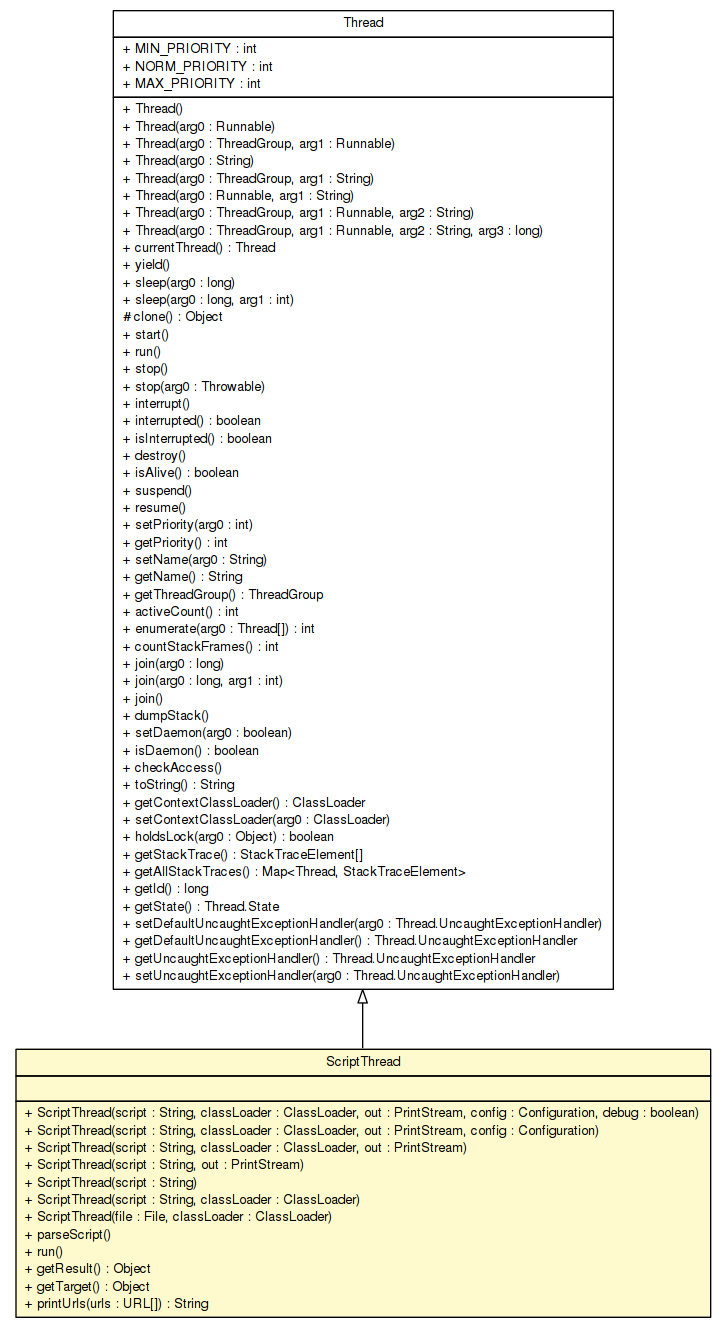 Thread
+ MIN_PRIORITY : int
+ NORM_PRIORITY : int
+ MAX_PRIORITY : int
+ Thread()
+ Thread(arg0 : Runnable)
+ Thread(arg0 : ThreadGroup, arg1 : Runnable)
+ Thread(arg0 : String)
+ Thread(arg0 : ThreadGroup, arg1 : String)
+ Thread(arg0 : Runnable, arg1 : String)
+ Thread(arg0 : ThreadGroup, arg1 : Runnable, arg2 : String)
+ Thread(arg0 : ThreadGroup, arg1 : Runnable, arg2 : String, arg3 : long)
+ currentThread() : Thread
+ yield()
+ sleep(arg0 : long)
+ sleep(arg0 : long, arg1 : int)
# clone() : Object
+ start()
+ run()
+ stop()
+ stop(arg0 : Throwable)
+ interrupt()
+ interrupted() : boolean
+ isInterrupted() : boolean
+ destroy()
+ isAlive() : boolean
+ suspend()
+ resume()
+ setPriority(arg0 : int)
+ getPriority() : int
+ setName(arg0 : String)
+ getName() : String
+ getThreadGroup() : ThreadGroup
+ activeCount() : int
+ enumerate(arg0 : Thread[]) : int
+ countStackFrames() : int
+ join(arg0 : long)
+ join(arg0 : long, arg1 : int)
+ join()
+ dumpStack()
+ setDaemon(arg0 : boolean)
+ isDaemon() : boolean
+ checkAccess()
+ toString() : String
+ getContextClassLoader() : ClassLoader
+ setContextClassLoader(arg0 : ClassLoader)
+ holdsLock(arg0 : Object) : boolean
+ getStackTrace() : StackTraceElement[]
+ getAllStackTraces() : Map<Thread, StackTraceElement>
+ getId() : long
+ getState() : Thread.State
+ setDefaultUncaughtExceptionHandler(arg0 : Thread.UncaughtExceptionHandler)
+ getDefaultUncaughtExceptionHandler() : Thread.UncaughtExceptionHandler
+ getUncaughtExceptionHandler() : Thread.UncaughtExceptionHandler
+ setUncaughtExceptionHandler(arg0 : Thread.UncaughtExceptionHandler)
ScriptThread
+ ScriptThread(script : String, classLoader : ClassLoader, out : PrintStream, config : Configuration, debug : boolean)
+ ScriptThread(script : String, classLoader : ClassLoader, out : PrintStream, config : Configuration)
+ ScriptThread(script : String, classLoader : ClassLoader, out : PrintStream)
+ ScriptThread(script : String, out : PrintStream)
+ ScriptThread(script : String)
+ ScriptThread(script : String, classLoader : ClassLoader)
+ ScriptThread(file : File, classLoader : ClassLoader)
+ parseScript()
+ run()
+ getResult() : Object
+ getTarget() : Object
+ printUrls(urls : URL[]) : String